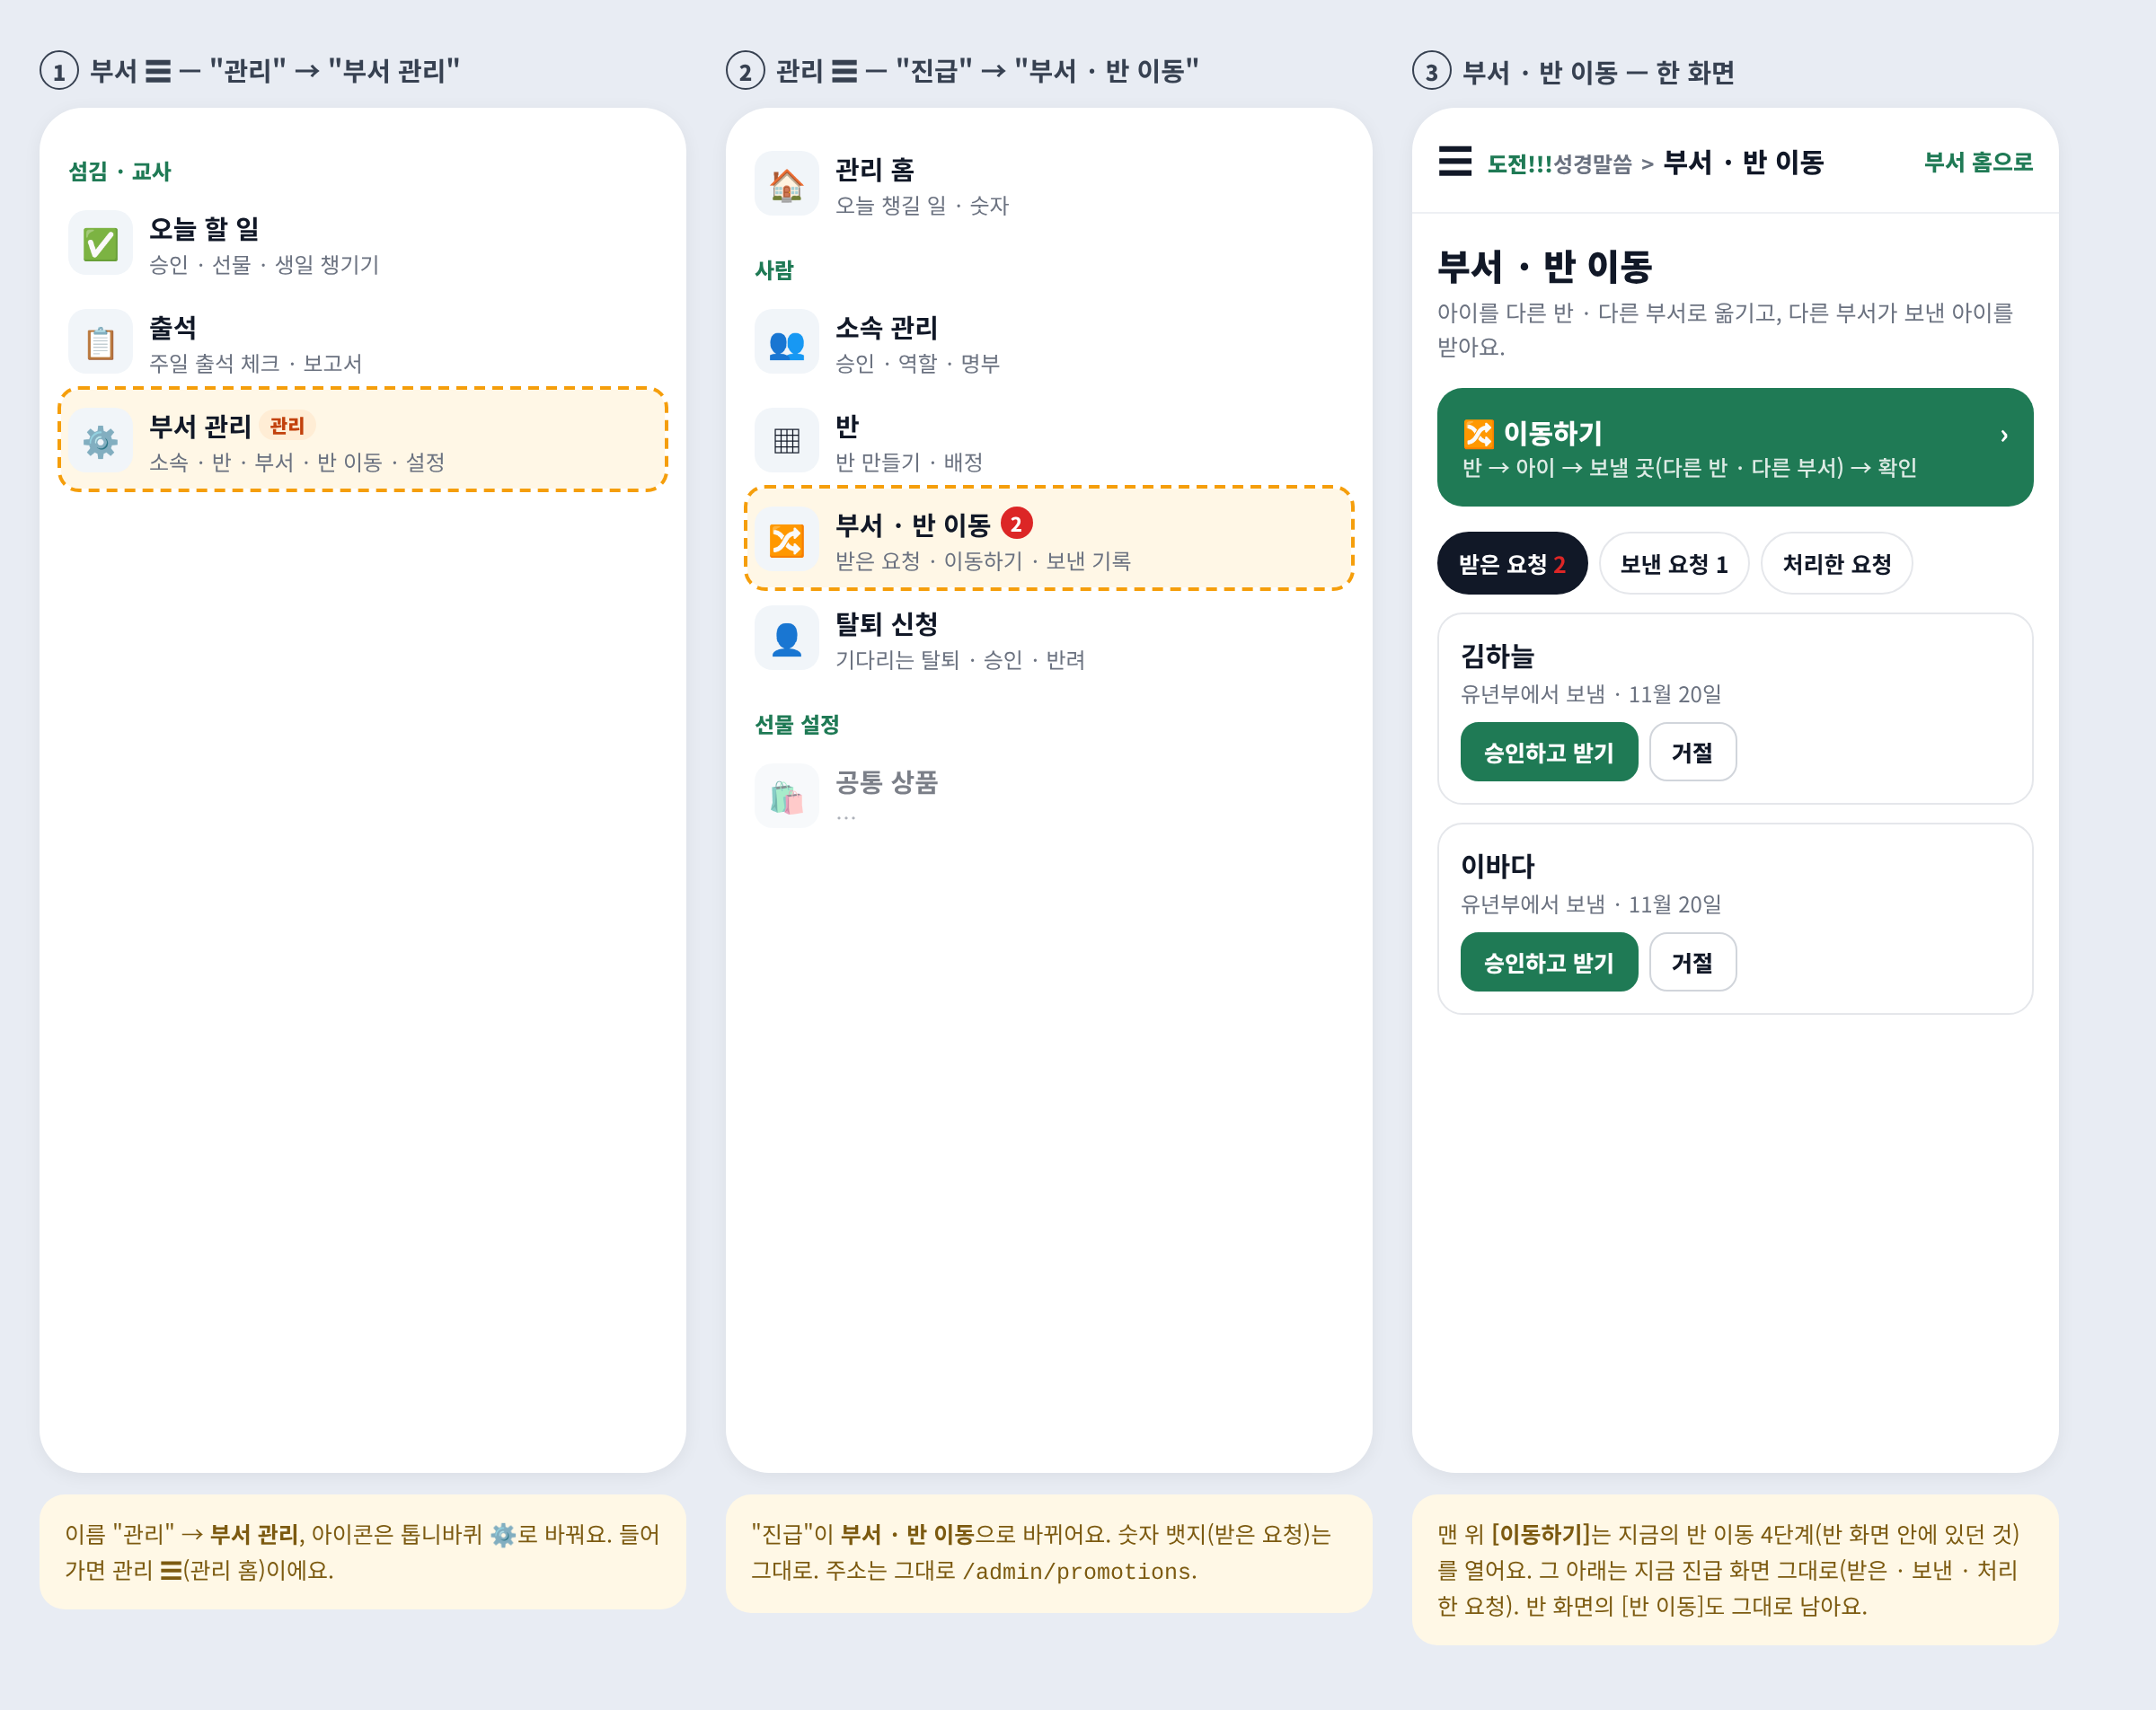 ① 부서 ☰ — "관리" → "부서 관리"
섬김 · 교사
오늘 할 일
승인 · 선물 · 생일 챙기기
출석
주일 출석 체크 · 보고서
부서 관리 관리
소속 · 반 · 부서 · 반 이동 · 설정
이름 "관리" → 부서 관리, 아이콘은 톱니바퀴 ⚙️로 바꿔요. 들어
가면 관리 ☰(관리 홈)이에요.
② 관리 ☰ — "진급" → "부서 · 반 이동"
관리 홈
오늘 챙길 일 · 숫자
사람
소속 관리
승인 · 역할 · 명부
반
반 만들기 · 배정
부서 · 반 이동 2
받은 요청 · 이동하기 · 보낸 기록
탈퇴 신청
기다리는 탈퇴 · 승인 · 반려
선물 설정
공통 상품
...
"진급"이 부서 · 반 이동으로 바뀌어요. 숫자 뱃지(받은 요청)는
그대로. 주소는 그대로 /admin/promotions.
③ 부서 · 반 이동 — 한 화면
☰ 도전!!!성경말씀 > 부서 · 반 이동 부서 홈으로
부서 · 반 이동
아이를 다른 반 · 다른 부서로 옮기고, 다른 부서가 보낸 아이를
받아요.
🔀 이동하기 ›
반 → 아이 → 보낼 곳(다른 반 · 다른 부서) → 확인
받은 요청 2 보낸 요청 1 처리한 요청
김하늘
유년부에서 보냄 · 11월 20일
승인하고 받기 거절
이바다
유년부에서 보냄 · 11월 20일
승인하고 받기 거절
맨 위 [이동하기]는 지금의 반 이동 4단계(반 화면 안에 있던 것)
를 열어요. 그 아래는 지금 진급 화면 그대로(받은 · 보낸 · 처리
한 요청). 반 화면의 [반 이동]도 그대로 남아요.